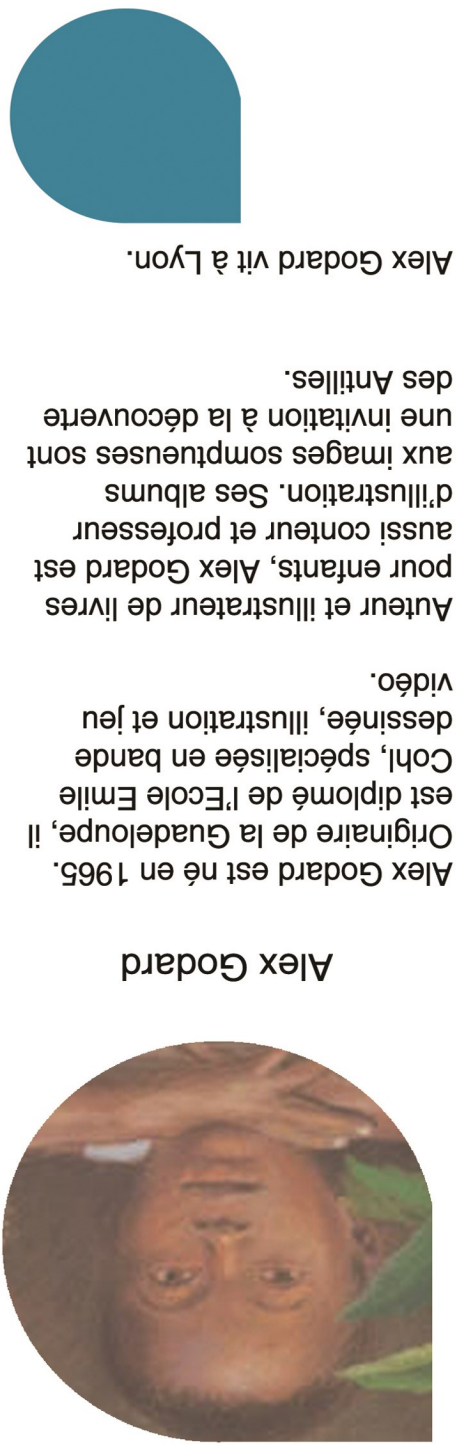 Alex Godard
Alex Godard est né en 1965.
Originaire de la Guadeloupe, il
est diplomé de l'Ecole Emile
Cohl, spécialisée en bande
dessinée, illustration et jeu
vidéo.
Auteur et illustrateur de livres
pour enfants, Alex Godard est
aussi conteur et professeur
d'illustration. Ses albums
aux images somptueuses sont
une invitation à la découverte
des Antilles.
Alex Godard vit à Lyon.